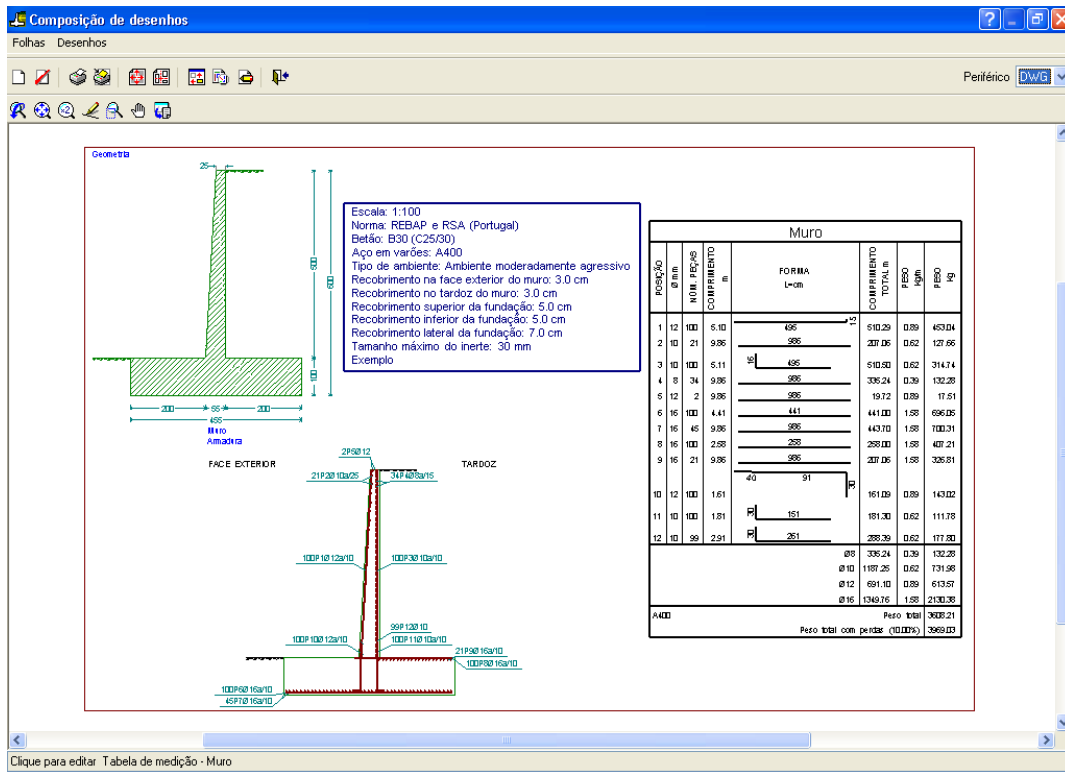 Composição de desenhos
Folhas Desenhos
Periférico DWG
Geometria
25
500
600
100
200 55 200
455
Muro
Armadura
Escala: 1:100
Norma: REBAP e RSA (Portugal)
Betão: B30 (C25/30)
Aço em varões: A400
Tipo de ambiente: Ambiente moderadamente agressivo
Recobrimento na face exterior do muro: 3.0 cm
Recobrimento no tardoz do muro: 3.0 cm
Recobrimento superior da fundação: 5.0 cm
Recobrimento inferior da fundação: 5.0 cm
Recobrimento lateral da fundação: 7.0 cm
Tamanho máximo do inerte: 30 mm
Exemplo
FACE EXTERIOR TARDOZ
2P5Ø12
21P2Ø10a/25 34P4Ø8a/15
100P1Ø12a/10 100P3Ø10a/10
99P12Ø10
100P10Ø12a/10 100P11Ø10a/10
21P9Ø16a/10
100P8Ø16a/10
100P6Ø16a/10
45P7Ø16a/10
Muro
POSIÇÃO Ø mm NÚM. PEÇAS COMPRIMENTO m FORMA L=cm COMPRIMENTO TOTAL m PESO kg/m PESO Kg
1 12 100 5.10 495 15 510.29 0.89 453.04
2 10 21 9.86 986 207.06 0.62 127.66
3 10 100 5.11 16 495 510.50 0.62 314.74
4 8 34 9.86 986 335.24 0.39 132.28
5 12 2 9.86 986 19.72 0.89 17.51
6 16 100 4.41 441 441.00 1.58 696.05
7 16 45 9.86 986 443.70 1.58 700.31
8 16 100 2.58 258 258.00 1.58 407.21
9 16 21 9.86 986 207.06 1.58 326.81
10 12 100 1.61 40 91 30 161.09 0.89 143.02
11 10 100 1.81 30 151 181.30 0.62 111.78
12 10 99 2.91 30 261 288.39 0.62 177.80
Ø8 335.24 0.39 132.28
Ø10 1187.25 0.62 731.98
Ø12 691.10 0.89 613.57
Ø16 1349.76 1.58 2130.38
A400 Peso total 3608.21
Peso total com perdas (10.00%) 3969.03
Clique para editar Tabela de medição - Muro